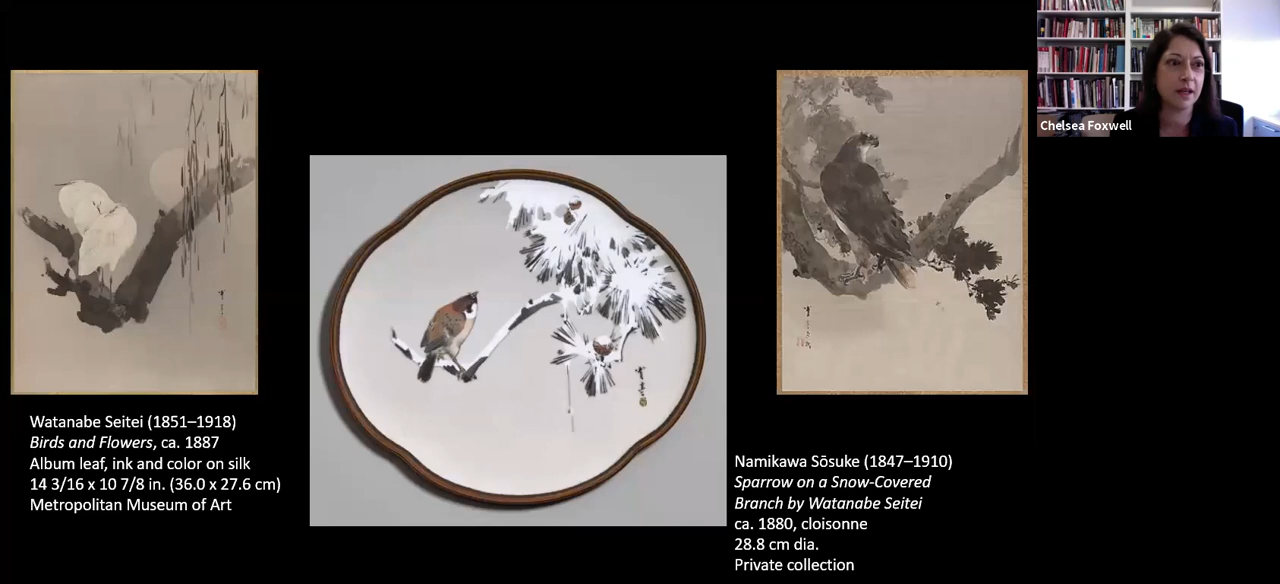 Chelsea Foxwell
Watanabe Seitei (1851–1918)
Birds and Flowers, ca. 1887
Album leaf, ink and color on silk
14 3/16 x 10 7/8 in. (36.0 x 27.6 cm)
Metropolitan Museum of Art
Namikawa Sōsuke (1847–1910)
Sparrow on a Snow-Covered
Branch by Watanabe Seitei
ca. 1880, cloisonne
28.8 cm dia.
Private collection